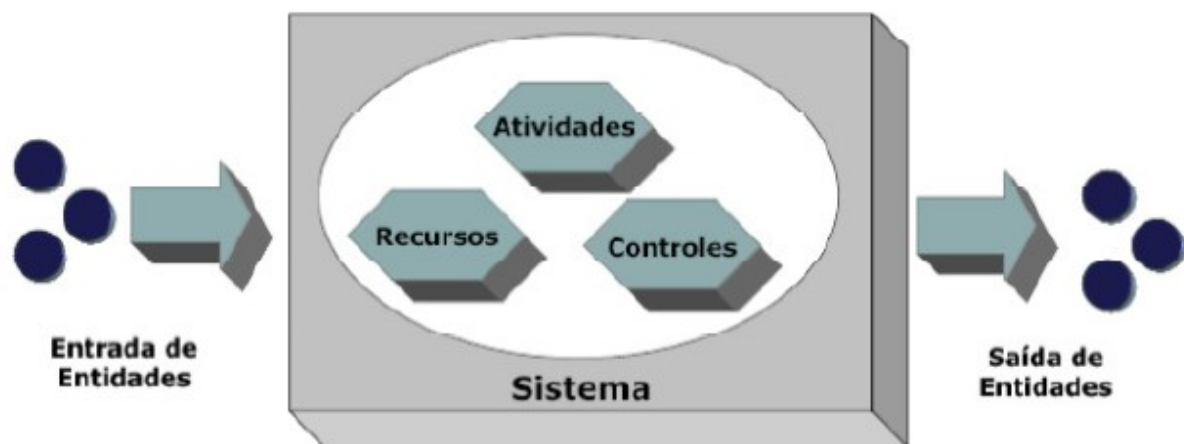 Atividades
Recursos
Controles
Entrada de
Entidades
Sistema
Saída de
Entidades